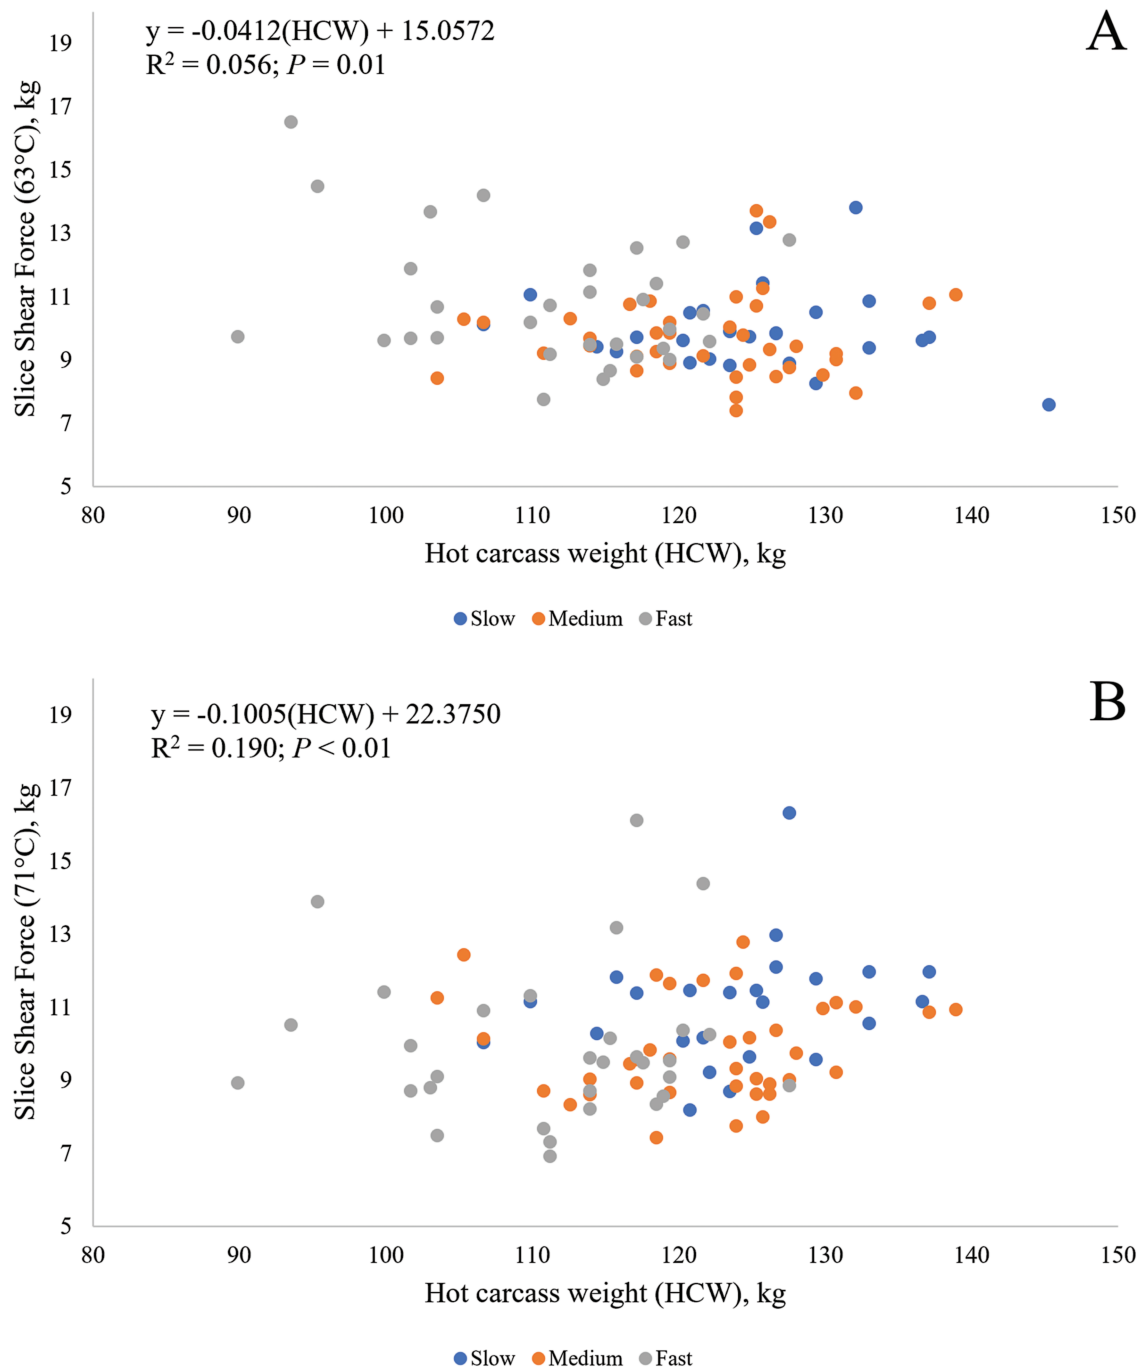 A
y = -0.0412(HCW) + 15.0572
R² = 0.056; P = 0.01
Slice Shear Force (63°C), kg
19
17
15
13
11
9
7
5
80 90 100 110 120 130 140 150
Hot carcass weight (HCW), kg
Slow Medium Fast
B
y = -0.1005(HCW) + 22.3750
R² = 0.190; P < 0.01
Slice Shear Force (71°C), kg
19
17
15
13
11
9
7
5
80 90 100 110 120 130 140 150
Hot carcass weight (HCW), kg
Slow Medium Fast